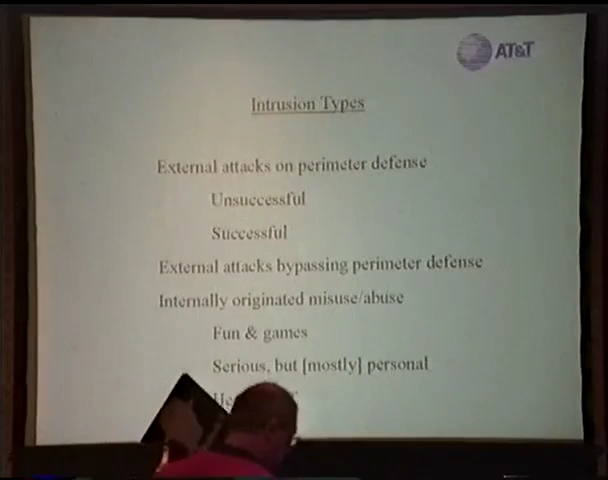 AT&T
Intrusion Types
External attacks on perimeter defense
Unsuccessful
Successful
External attacks bypassing perimeter defense
Internally originated misuse/abuse
Fun & games
Serious, but [mostly] personal